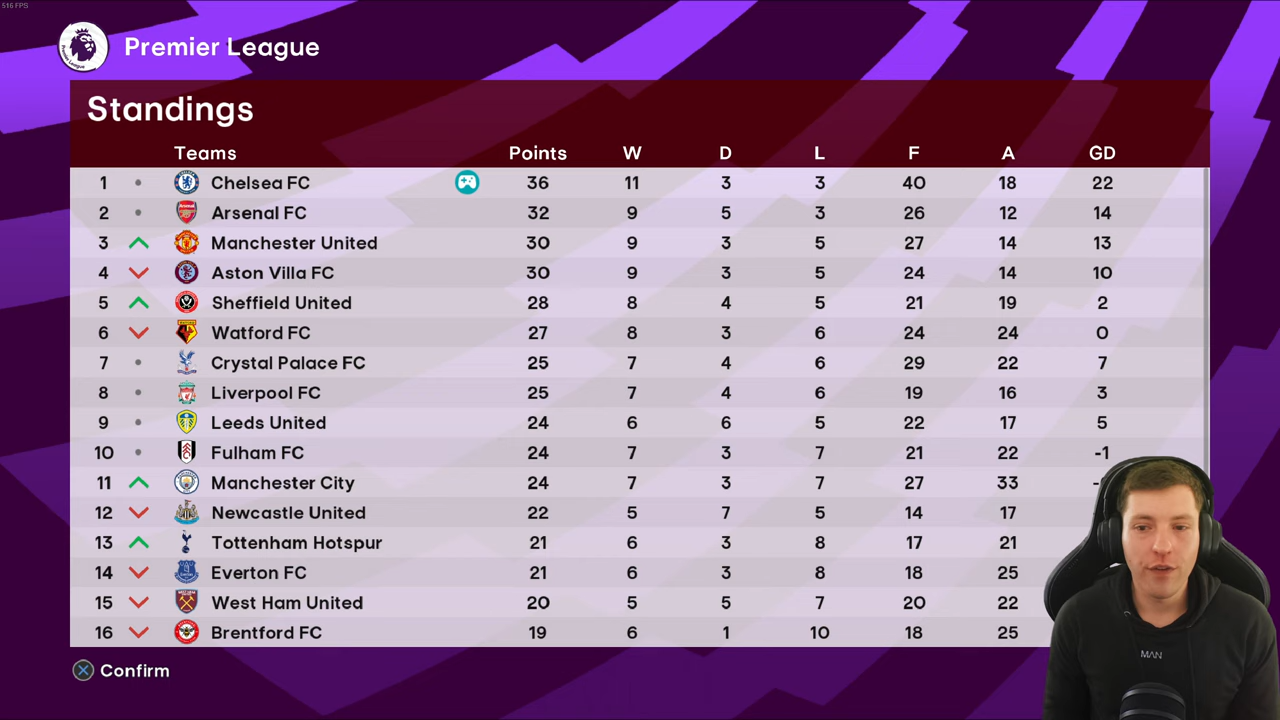 516 FPS
Premier League
Standings
Teams Points W D L F A GD
1 Chelsea FC 36 11 3 3 40 18 22
2 Arsenal FC 32 9 5 3 26 12 14
3 Manchester United 30 9 3 5 27 14 13
4 Aston Villa FC 30 9 3 5 24 14 10
5 Sheffield United 28 8 4 5 21 19 2
6 Watford FC 27 8 3 6 24 24 0
7 Crystal Palace FC 25 7 4 6 29 22 7
8 Liverpool FC 25 7 4 6 19 16 3
9 Leeds United 24 6 6 5 22 17 5
10 Fulham FC 24 7 3 7 21 22 -1
11 Manchester City 24 7 3 7 27 33
12 Newcastle United 22 5 7 5 14 17
13 Tottenham Hotspur 21 6 3 8 17 21
14 Everton FC 21 6 3 8 18 25
15 West Ham United 20 5 5 7 20 22
16 Brentford FC 19 6 1 10 18 25
Confirm
MAN